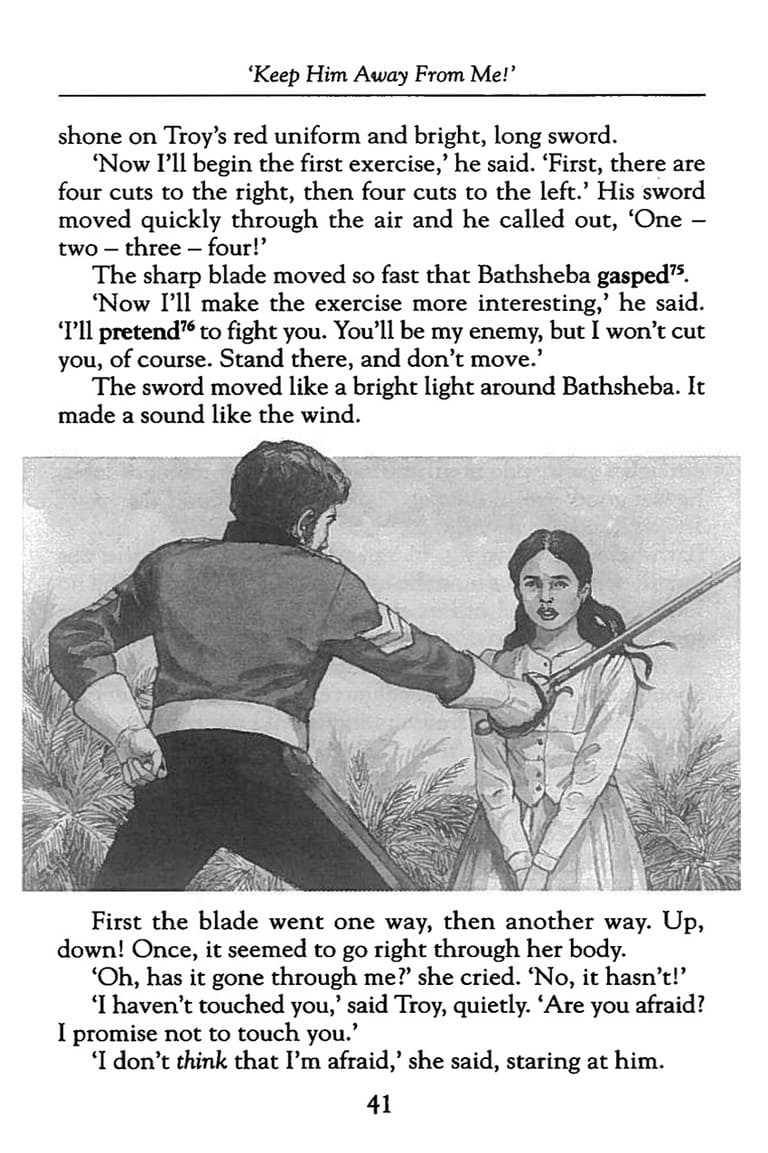 ‘Keep Him Away From Me!’
shone on Troy’s red uniform and bright, long sword.
‘Now I’ll begin the first exercise,’ he said. ‘First, there are
four cuts to the right, then four cuts to the left.’ His sword
moved quickly through the air and he called out, ‘One –
two – three – four!’
The sharp blade moved so fast that Bathsheba gasped⁷⁵.
‘Now I’ll make the exercise more interesting,’ he said.
‘I’ll pretend⁷⁶ to fight you. You’ll be my enemy, but I won’t cut
you, of course. Stand there, and don’t move.’
The sword moved like a bright light around Bathsheba. It
made a sound like the wind.
First the blade went one way, then another way. Up,
down! Once, it seemed to go right through her body.
‘Oh, has it gone through me?’ she cried. ‘No, it hasn’t!’
‘I haven’t touched you,’ said Troy, quietly. ‘Are you afraid?
I promise not to touch you.’
‘I don’t think that I’m afraid,’ she said, staring at him.
41